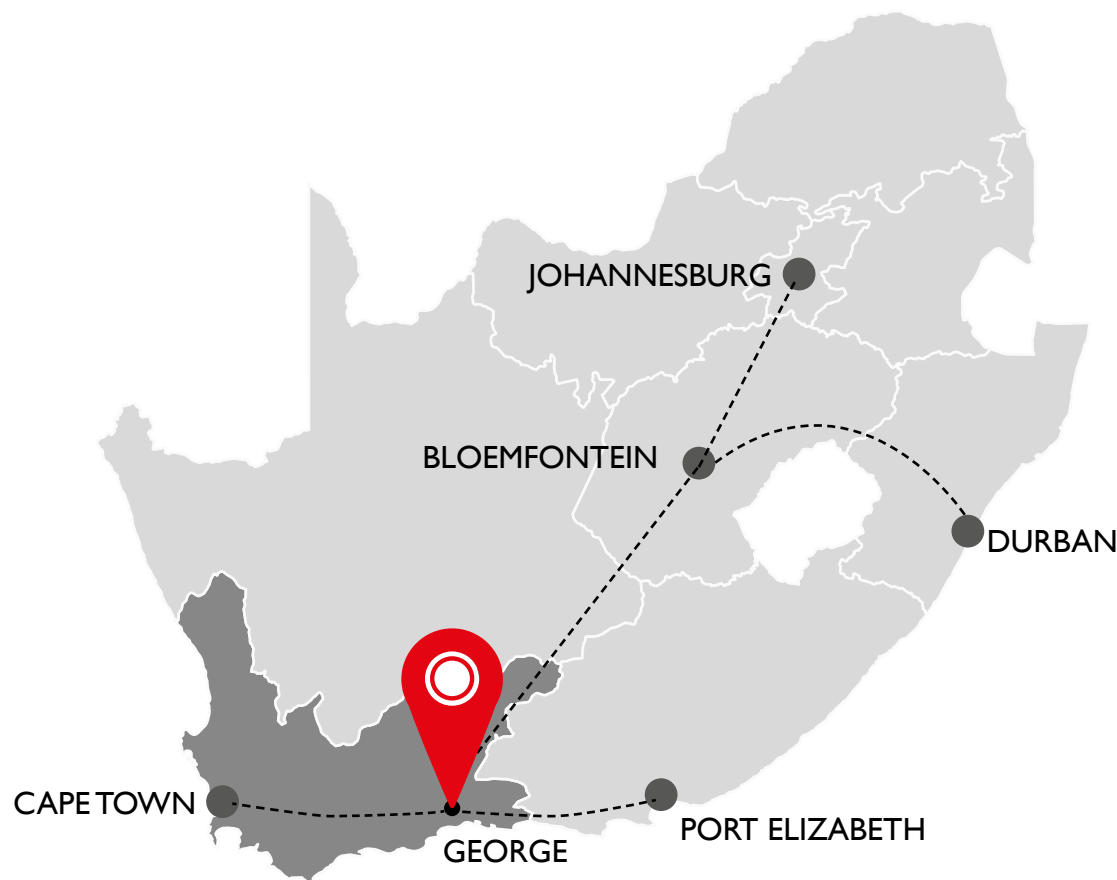 JOHANNESBURG
BLOEMFONTEIN
DURBAN
CAPE TOWN
PORT ELIZABETH
GEORGE